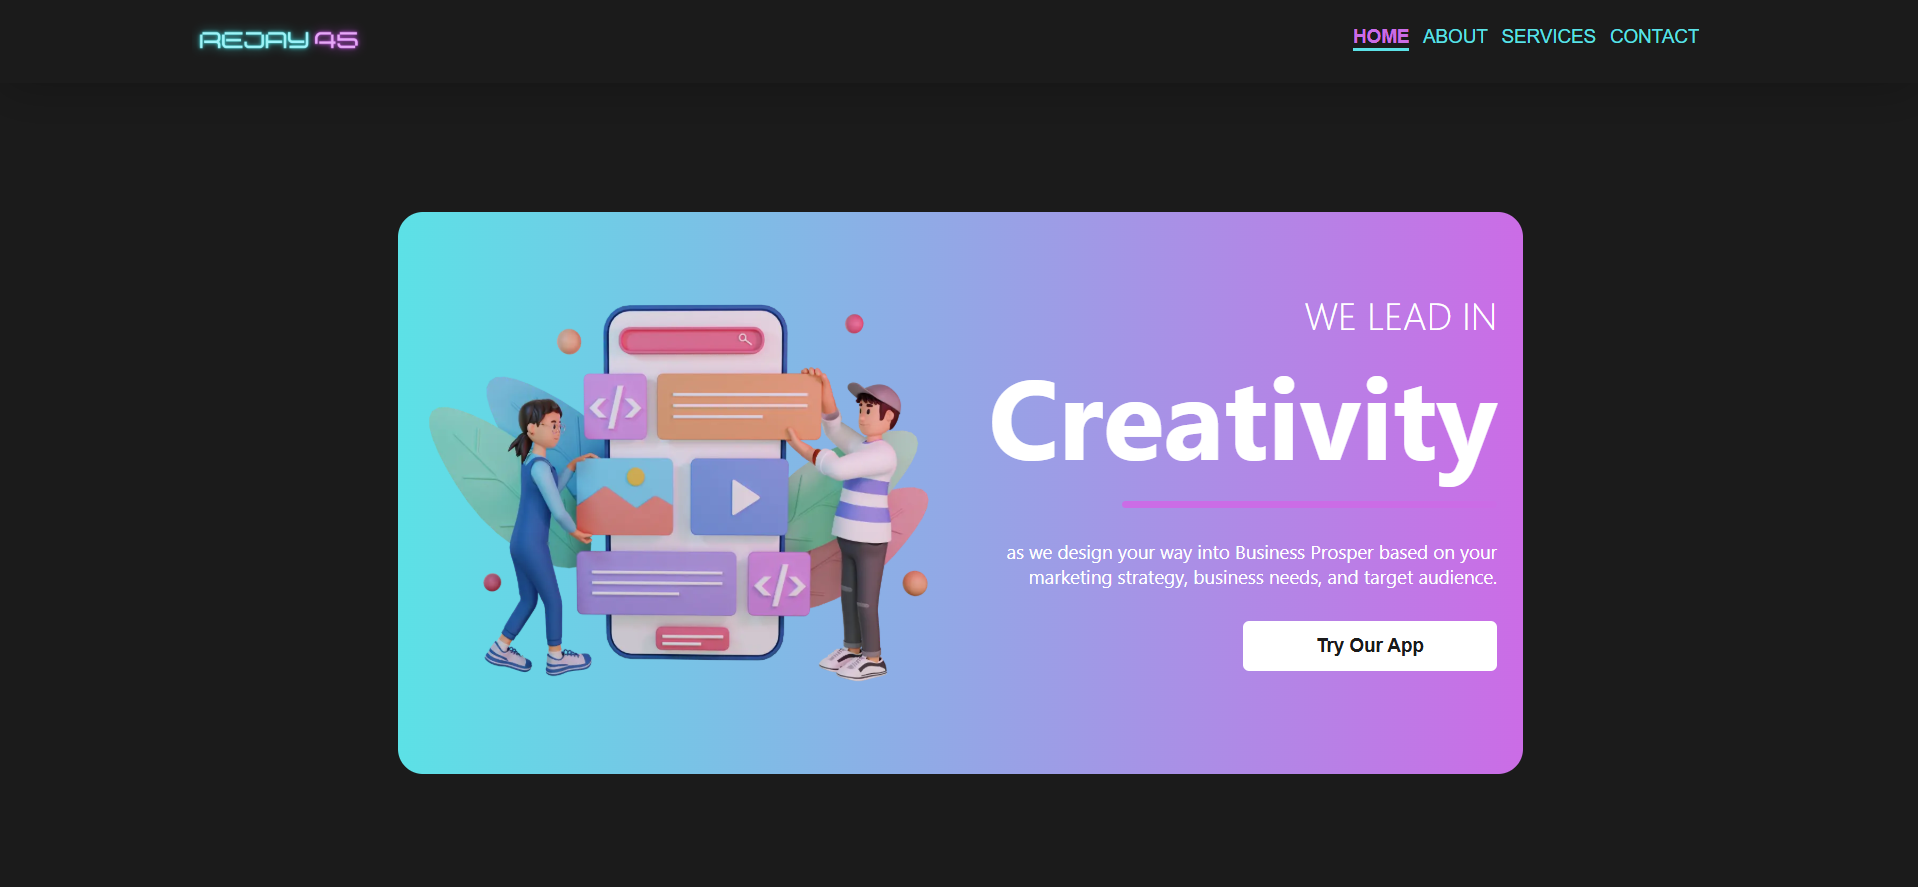 REJAY 45
HOME ABOUT SERVICES CONTACT
WE LEAD IN
Creativity
as we design your way into Business Prosper based on your
marketing strategy, business needs, and target audience.
Try Our App
</>
</>